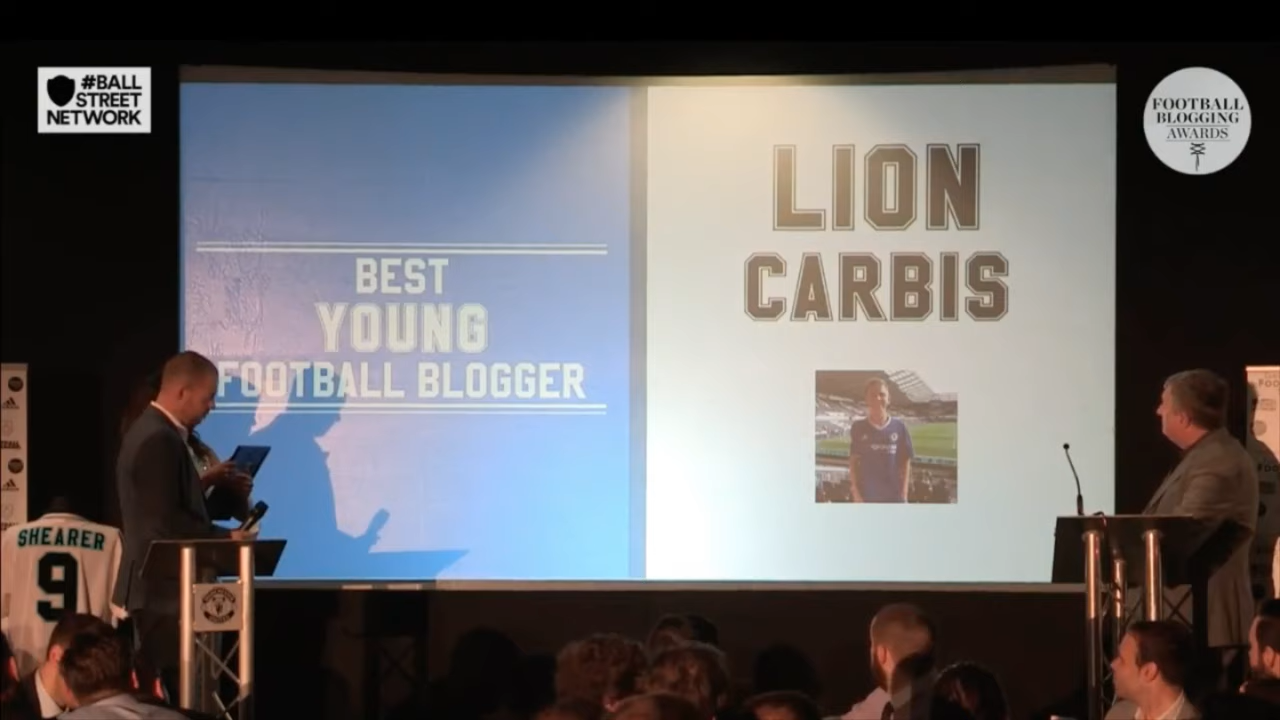 #BALL
STREET
NETWORK
FOOTBALL
BLOGGING
AWARDS
BEST
YOUNG
FOOTBALL BLOGGER
LION
CARBIS
SHEARER
9